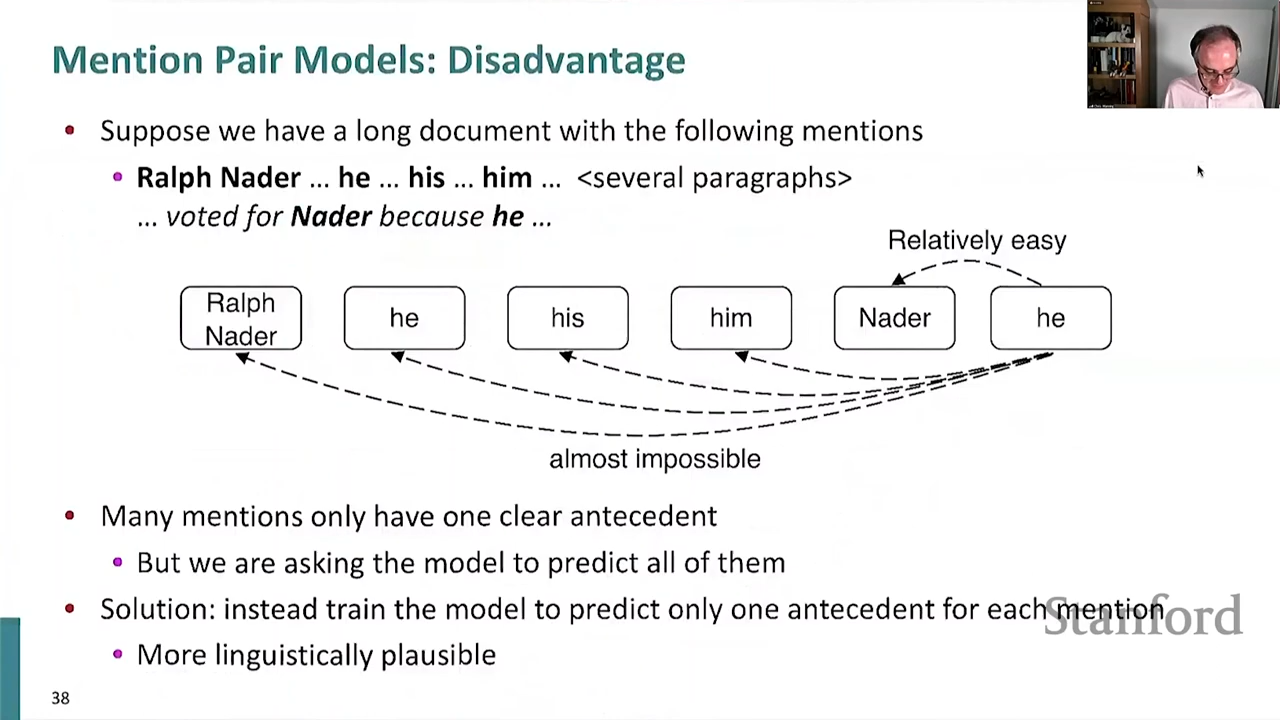 Mention Pair Models: Disadvantage
• Suppose we have a long document with the following mentions
• Ralph Nader ... he ... his ... him ... <several paragraphs>
... voted for Nader because he ...
Relatively easy
Ralph Nader
he
his
him
Nader
he
almost impossible
• Many mentions only have one clear antecedent
• But we are asking the model to predict all of them
• Solution: instead train the model to predict only one antecedent for each mention
Stanford
• More linguistically plausible
38